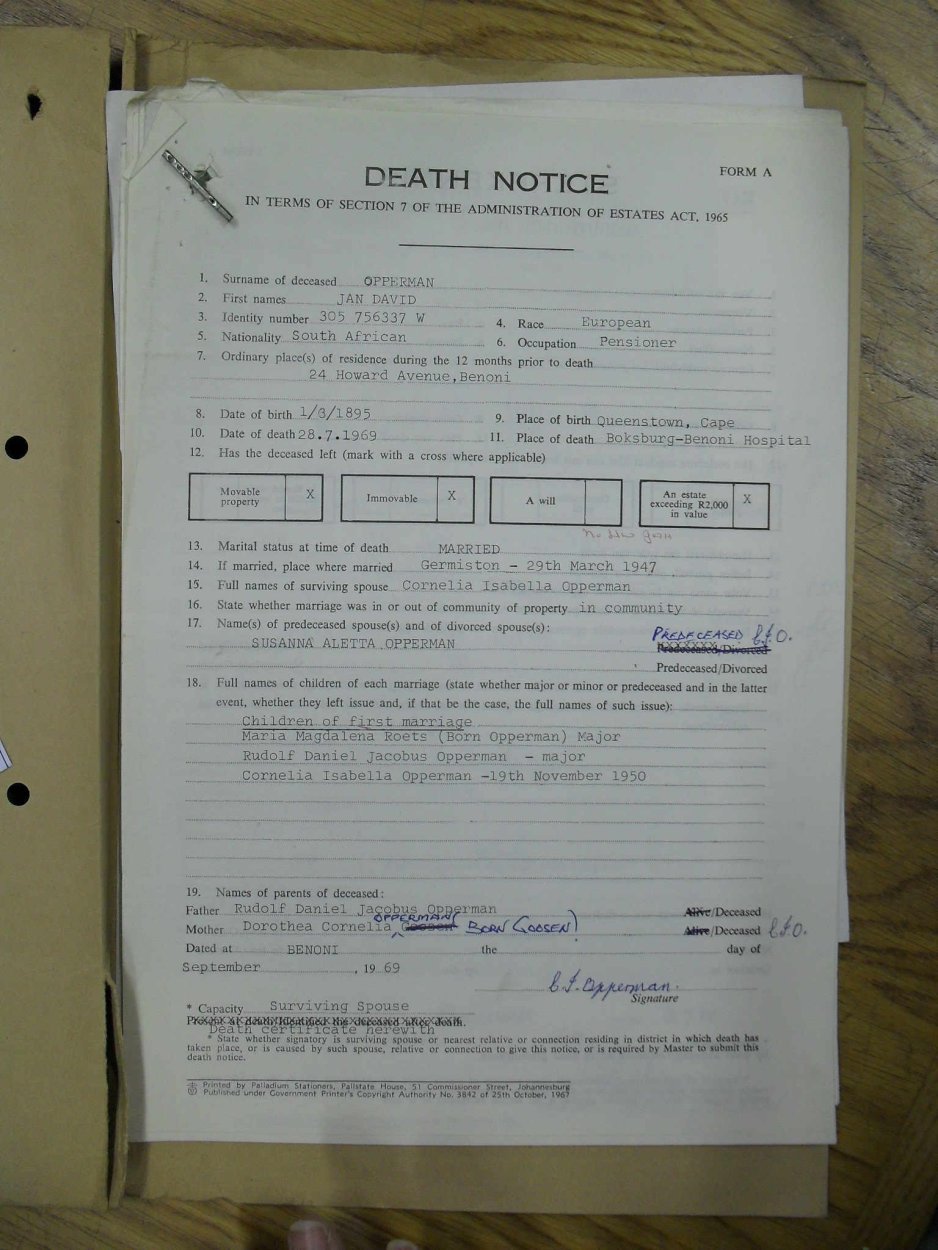 DEATH NOTICE
FORM A
IN TERMS OF SECTION 7 OF THE ADMINISTRATION OF ESTATES ACT, 1965
1. Surname of deceased OPPERMAN
2. First names JAN DAVID
3. Identity number 305 756337 W 4. Race European
5. Nationality South African 6. Occupation Pensioner
7. Ordinary place(s) of residence during the 12 months prior to death
24 Howard Avenue, Benoni
8. Date of birth 1/8/1895 9. Place of birth Queenstown, Cape
10. Date of death 28.7.1969 11. Place of death Boksburg-Benoni Hospital
12. Has the deceased left (mark with a cross where applicable)
Movable property X Immovable X A will An estate exceeding R2,000 in value X
13. Marital status at time of death MARRIED
14. If married, place where married Germiston - 29th March 1947
15. Full names of surviving spouse Cornelia Isabella Opperman
16. State whether marriage was in or out of community of property in community
17. Name(s) of predeceased spouse(s) and of divorced spouse(s):
PREDECEASED
SUSANNA ALETTA OPPERMAN Predeceased/Divorced
Predeceased/Divorced
18. Full names of children of each marriage (state whether major or minor or predeceased and in the latter
event, whether they left issue and, if that be the case, the full names of such issue):
Children of first marriage
Maria Magdalena Roets (Born Opperman) Major
Rudolf Daniel Jacobus Opperman - major
Cornelia Isabella Opperman -19th November 1950
19. Names of parents of deceased:
Father Rudolf Daniel Jacobus Opperman Alive/Deceased
Mother Dorothea Cornelia OPPERMAN Goosen (BORN GOOSEN) Alive/Deceased
Dated at BENONI the day of
September, 19 69
Opperman.
Signature
* Capacity Surviving Spouse
Present at death/Identified the deceased after death.
Death certificate herewith
* State whether signatory is surviving spouse or nearest relative or connection residing in district in which death has
taken place, or is caused by such spouse, relative or connection to give this notice, or is required by Master to submit this
death notice.
Printed by Palladium Stationers, Pallstate House, 51 Commissioner Street, Johannesburg
Published under Government Printer's Copyright Authority No. 3842 of 25th October, 1967